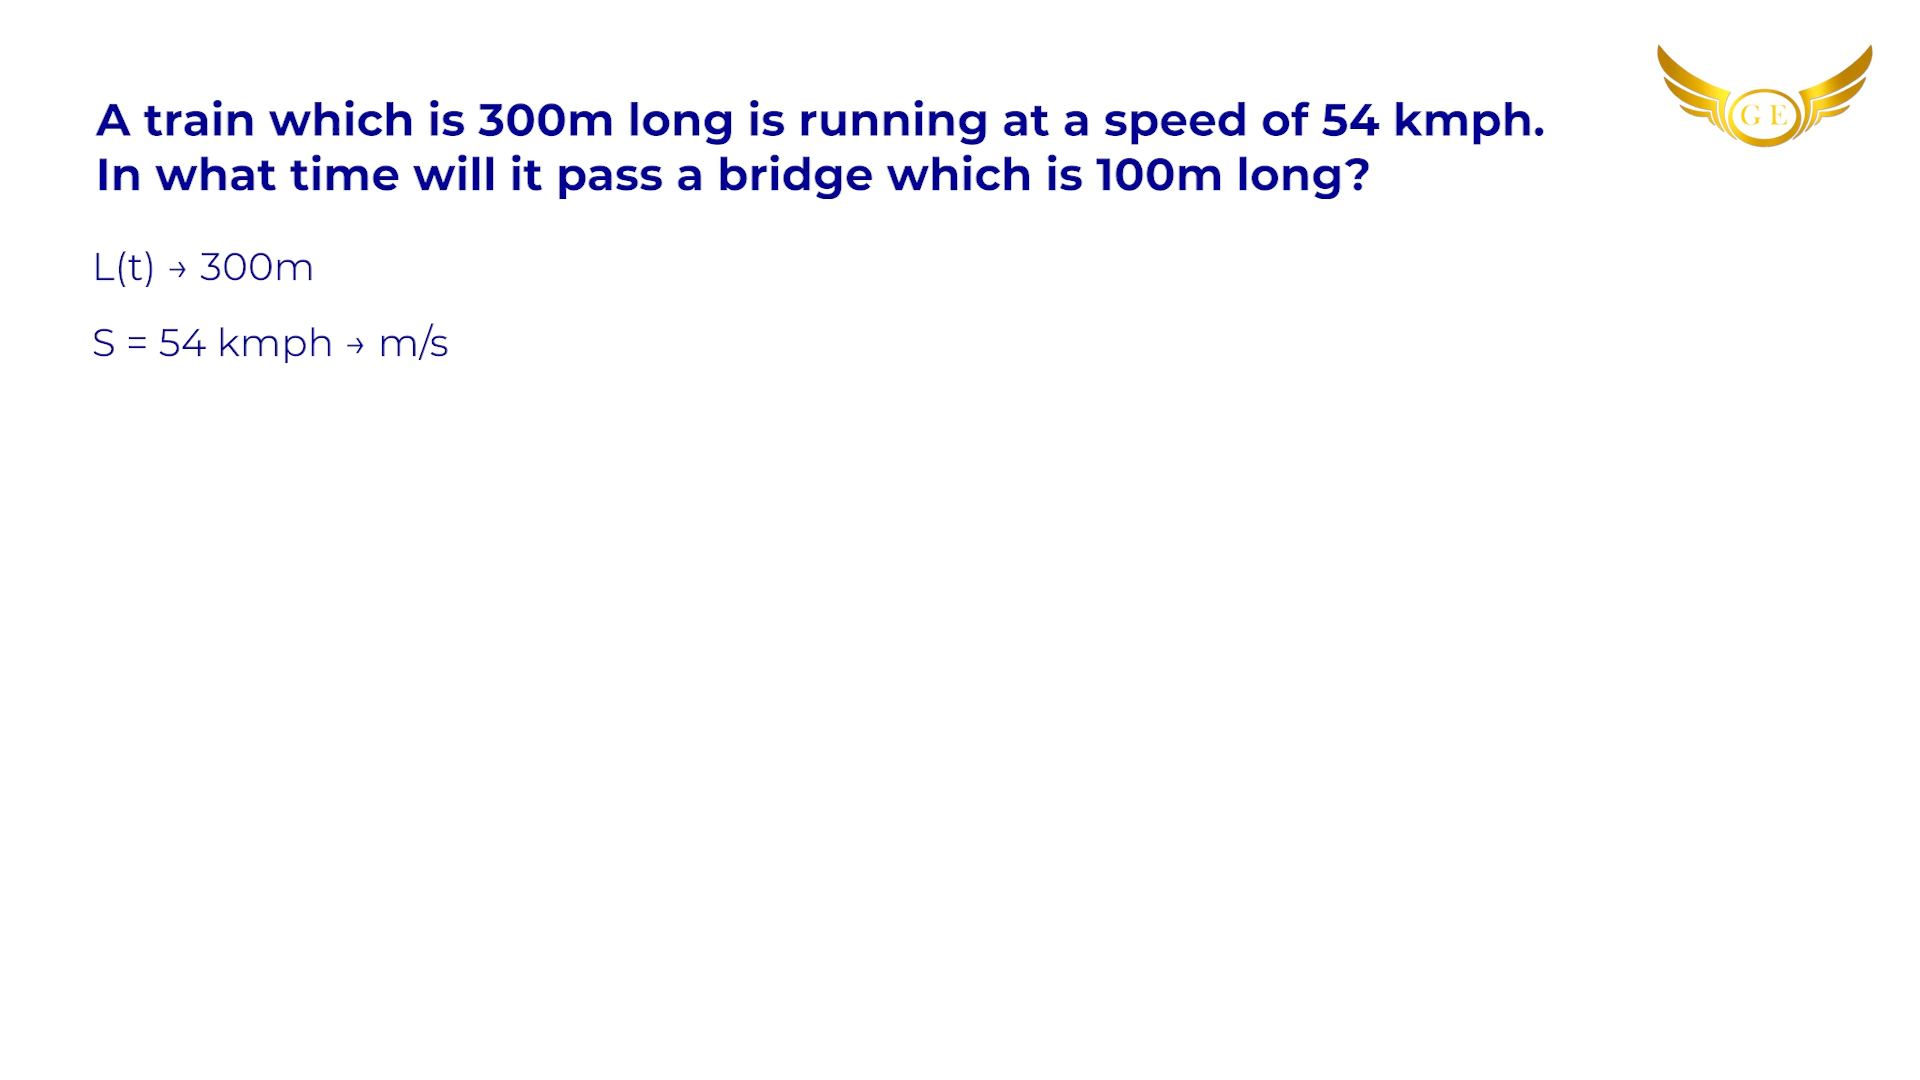 A train which is 300m long is running at a speed of 54 kmph.
In what time will it pass a bridge which is 100m long?
L(t) → 300m
S = 54 kmph → m/s
G E